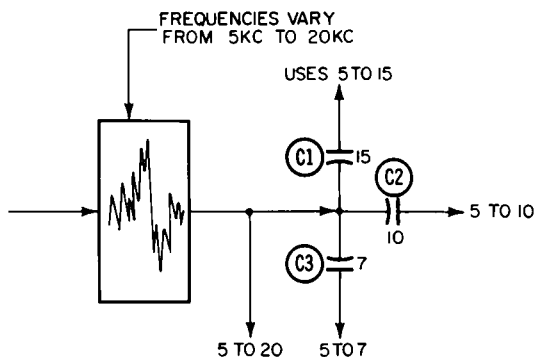 FREQUENCIES VARY
FROM 5KC TO 20KC
USES 5 TO 15
C1
15
C2
10
5 TO 10
C3
7
5 TO 20
5 TO 7